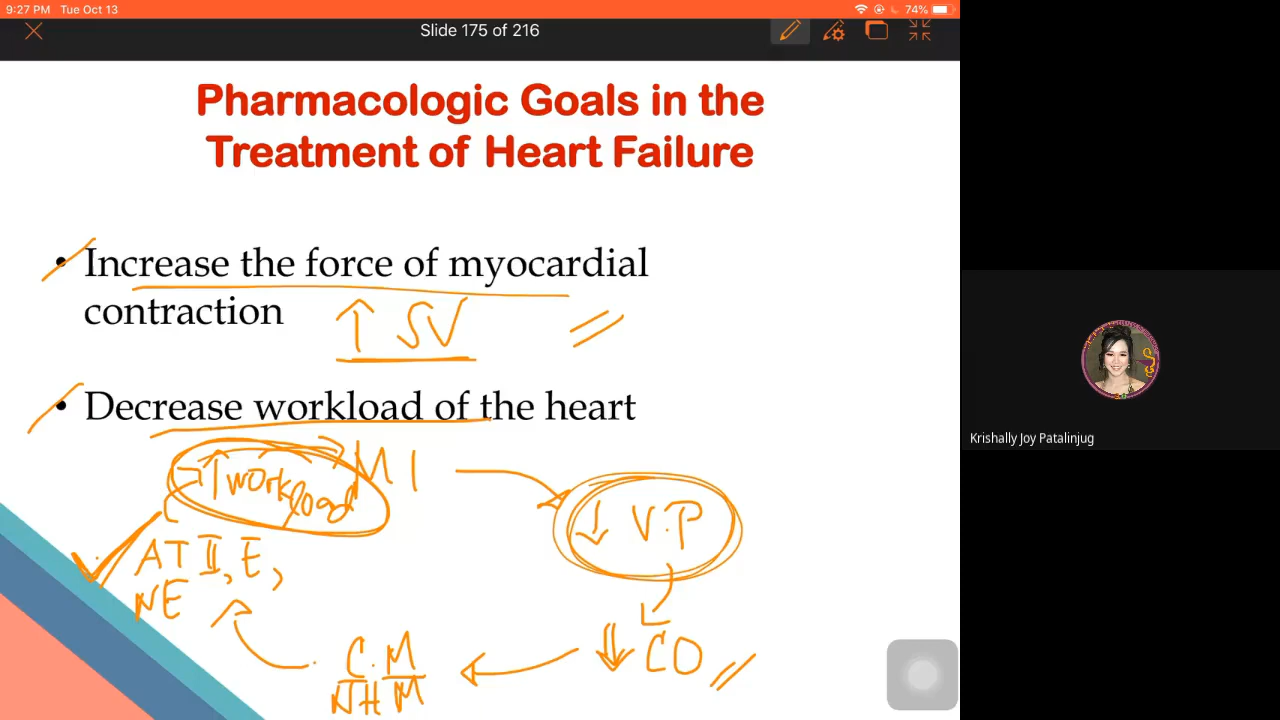 9:27 PM Tue Oct 13
74%
Slide 175 of 216
Pharmacologic Goals in the
Treatment of Heart Failure
• Increase the force of myocardial
contraction ↑ SV
• Decrease workload of the heart
↑ workload MI
↓ V.P
AT II, E,
NE
↓ CO
C.M
NHM
Krishally Joy Patalinjug